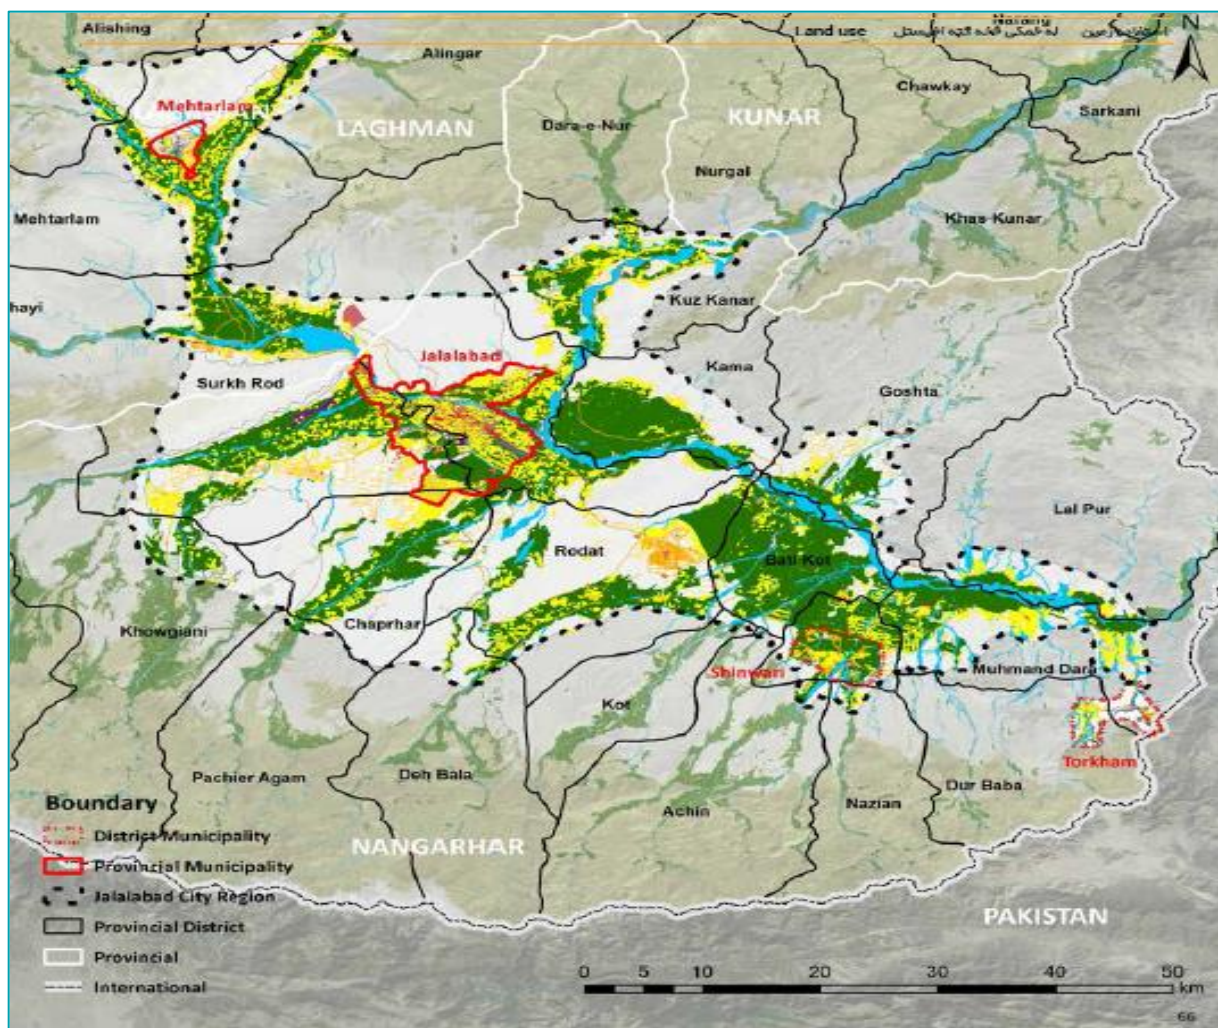 Alishing
Narang
N
Land use
Alingar
Chawkay
Sarkani
Mehtarlam
LAGHMAN
Dara-e-Nur
KUNAR
Nurgal
Mehtarlam
Khas Kunar
hayi
Kuz Kanar
Jalalabad
Surkh Rod
Kama
Goshta
Lal Pur
Rodat
Bati Kot
Khowgiani
Chaprhar
Shinwari
Muhmand Dara
Kot
Torkham
Pachier Agam
Deh Bala
Achin
Nazian
Dur Baba
NANGARHAR
PAKISTAN
Boundary
District Municipality
Provincial Municipality
Jalalabad City Region
Provincial District
Provincial
International
0 5 10 20 30 40 50
km
66